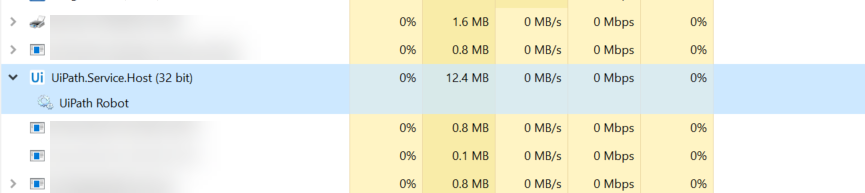 0% 1.6 MB 0 MB/s 0 Mbps 0%
0% 0.8 MB 0 MB/s 0 Mbps 0%
Ui UiPath.Service.Host (32 bit) 0% 12.4 MB 0 MB/s 0 Mbps 0%
UiPath Robot
0% 0.8 MB 0 MB/s 0 Mbps 0%
0% 0.1 MB 0 MB/s 0 Mbps 0%
0% 0.8 MB 0 MB/s 0 Mbps 0%